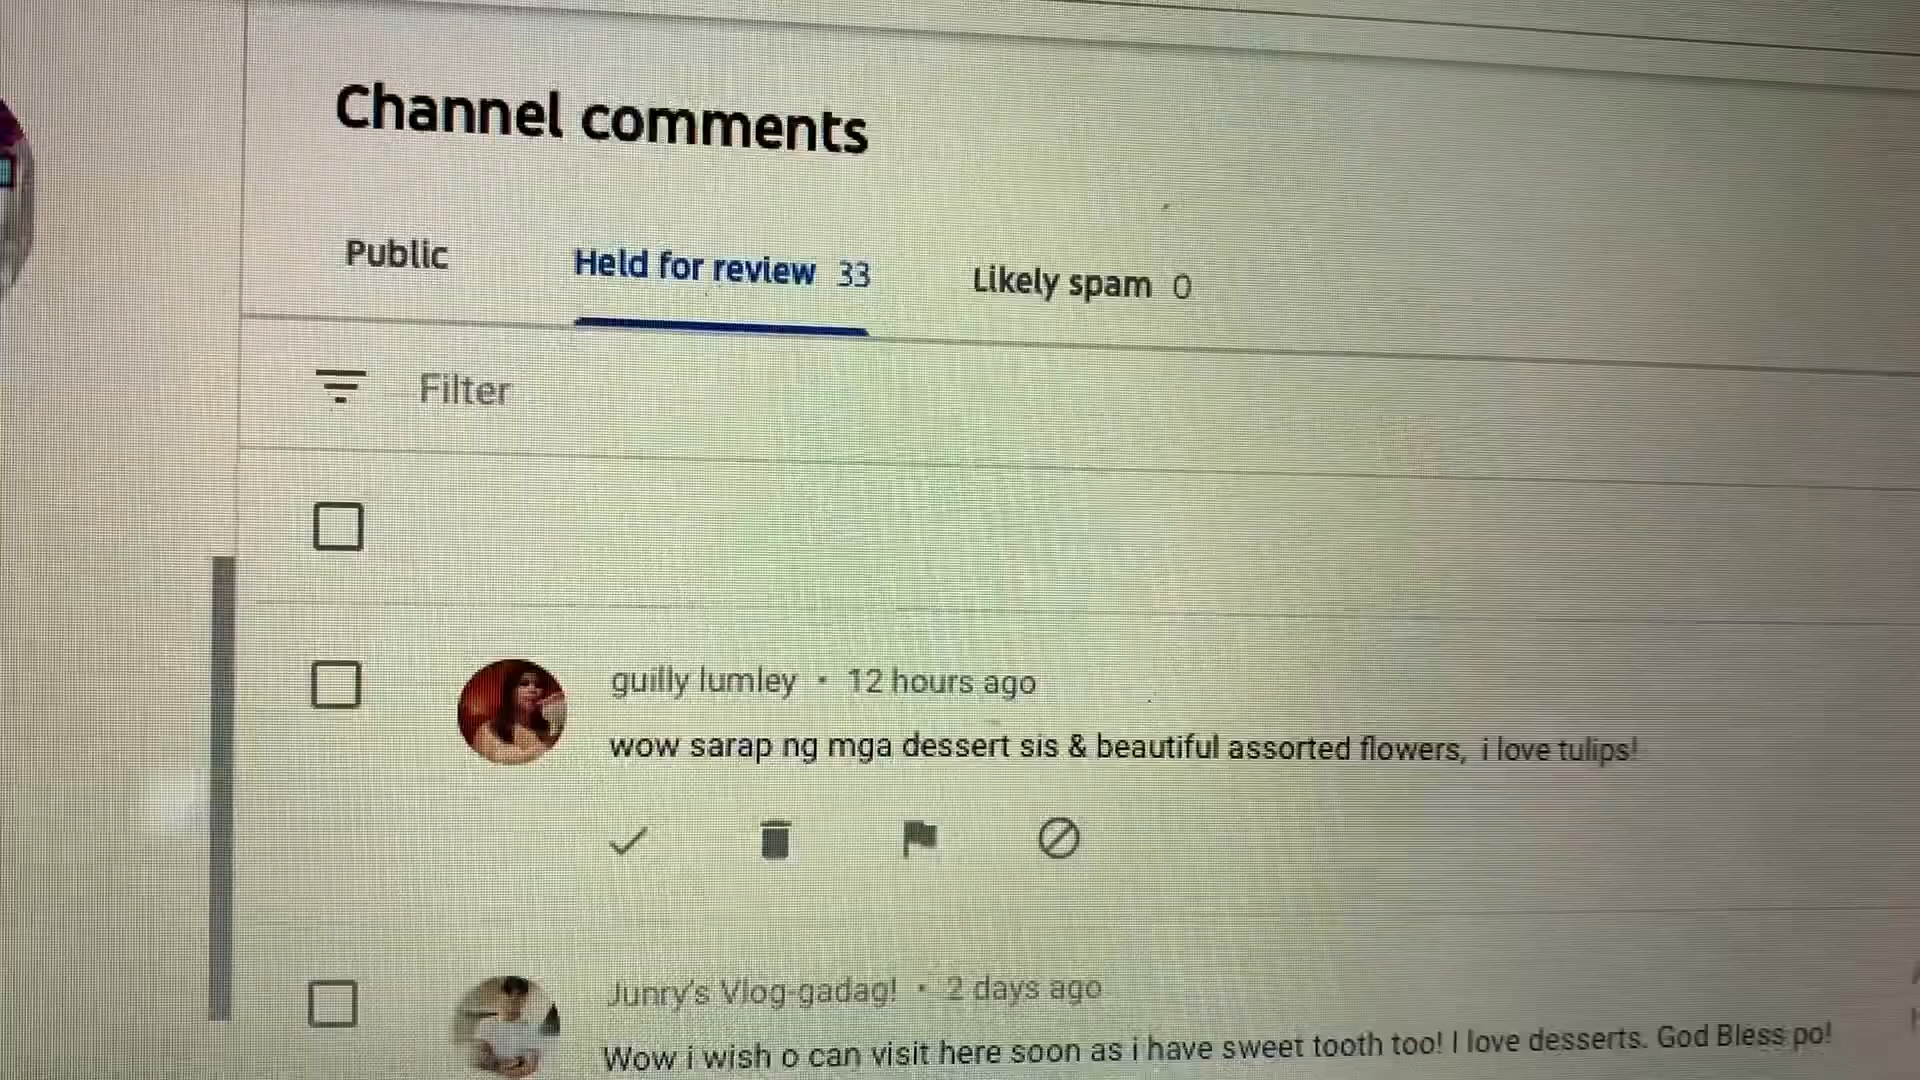 Channel comments
Public Held for review 33 Likely spam 0
Filter
guilly lumley • 12 hours ago
wow sarap ng mga dessert sis & beautiful assorted flowers, i love tulips!
Junry's Vlog-gadag! • 2 days ago
Wow i wish o can visit here soon as i have sweet tooth too! I love desserts. God Bless po!